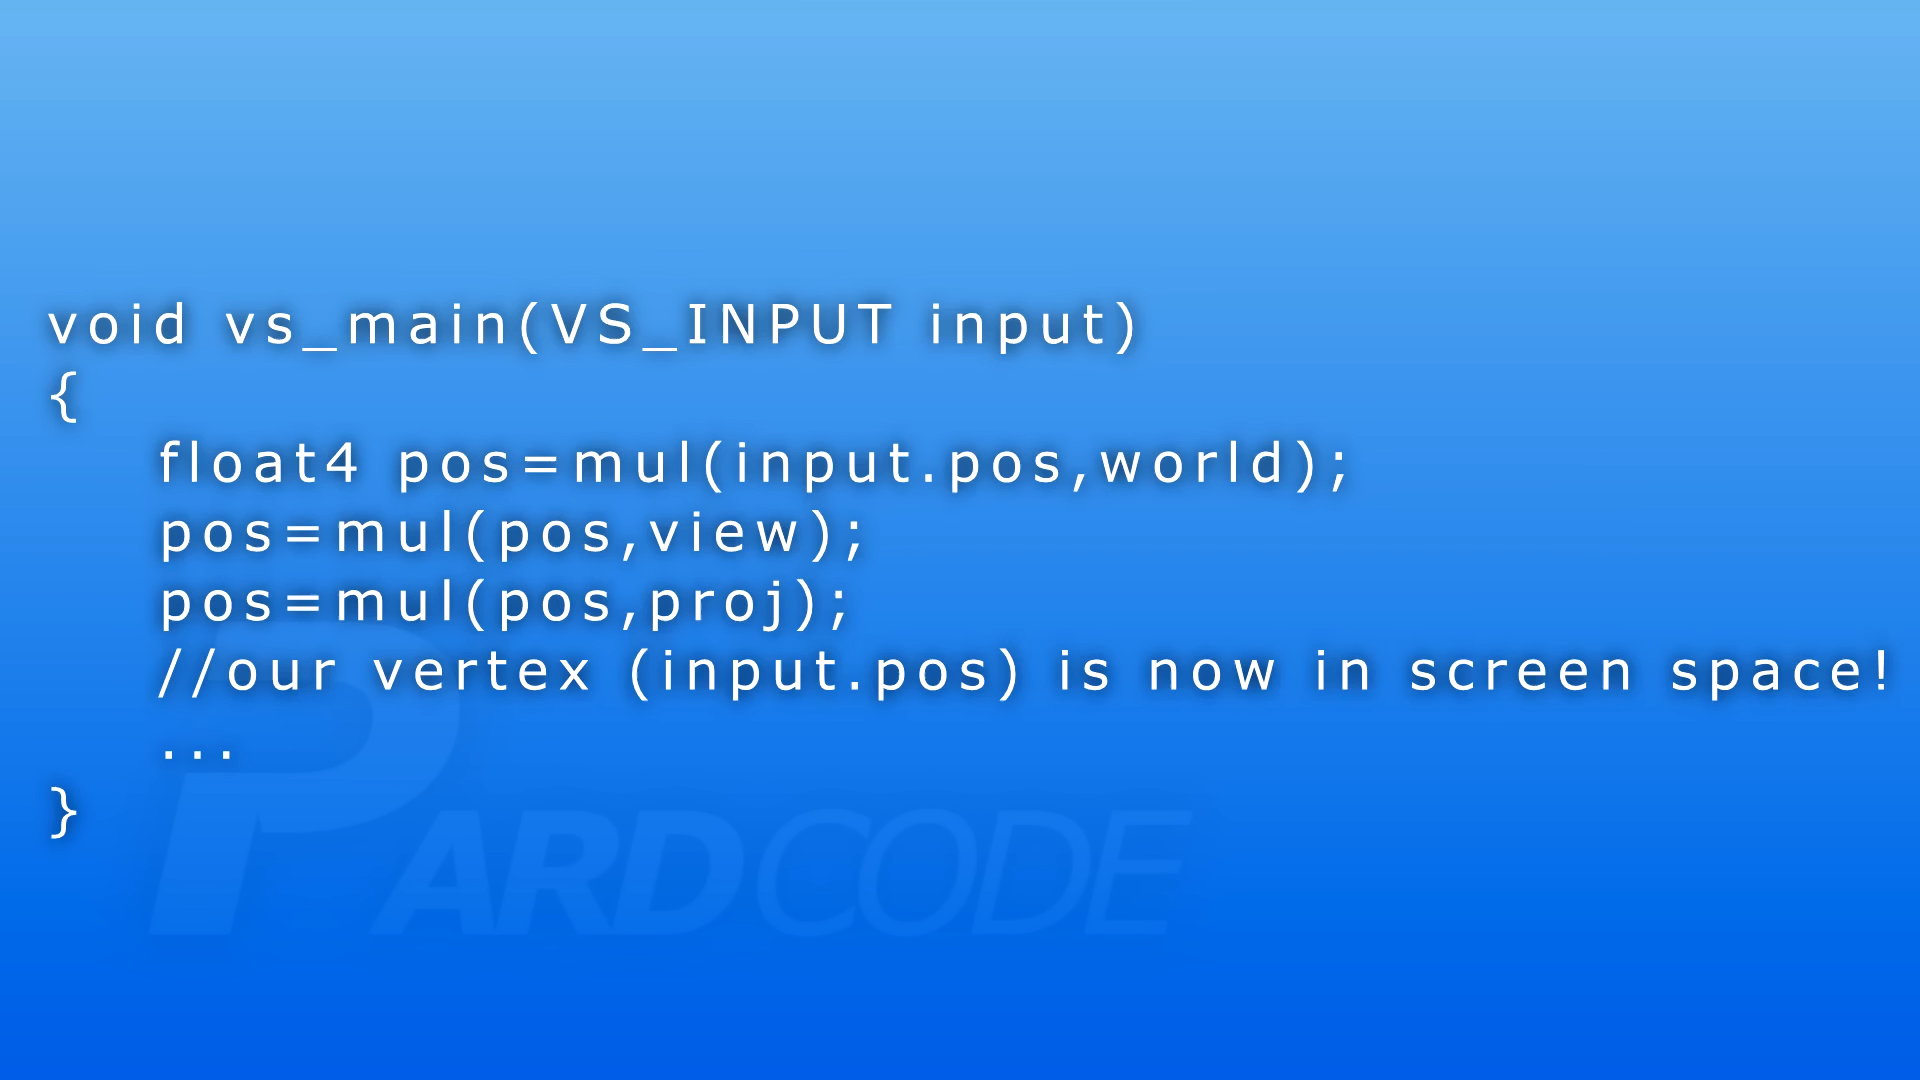 void vs_main(VS_INPUT input)
{
float4 pos=mul(input.pos,world);
pos=mul(pos,view);
pos=mul(pos,proj);
//our vertex (input.pos) is now in screen space!
...
}
PARDCODE